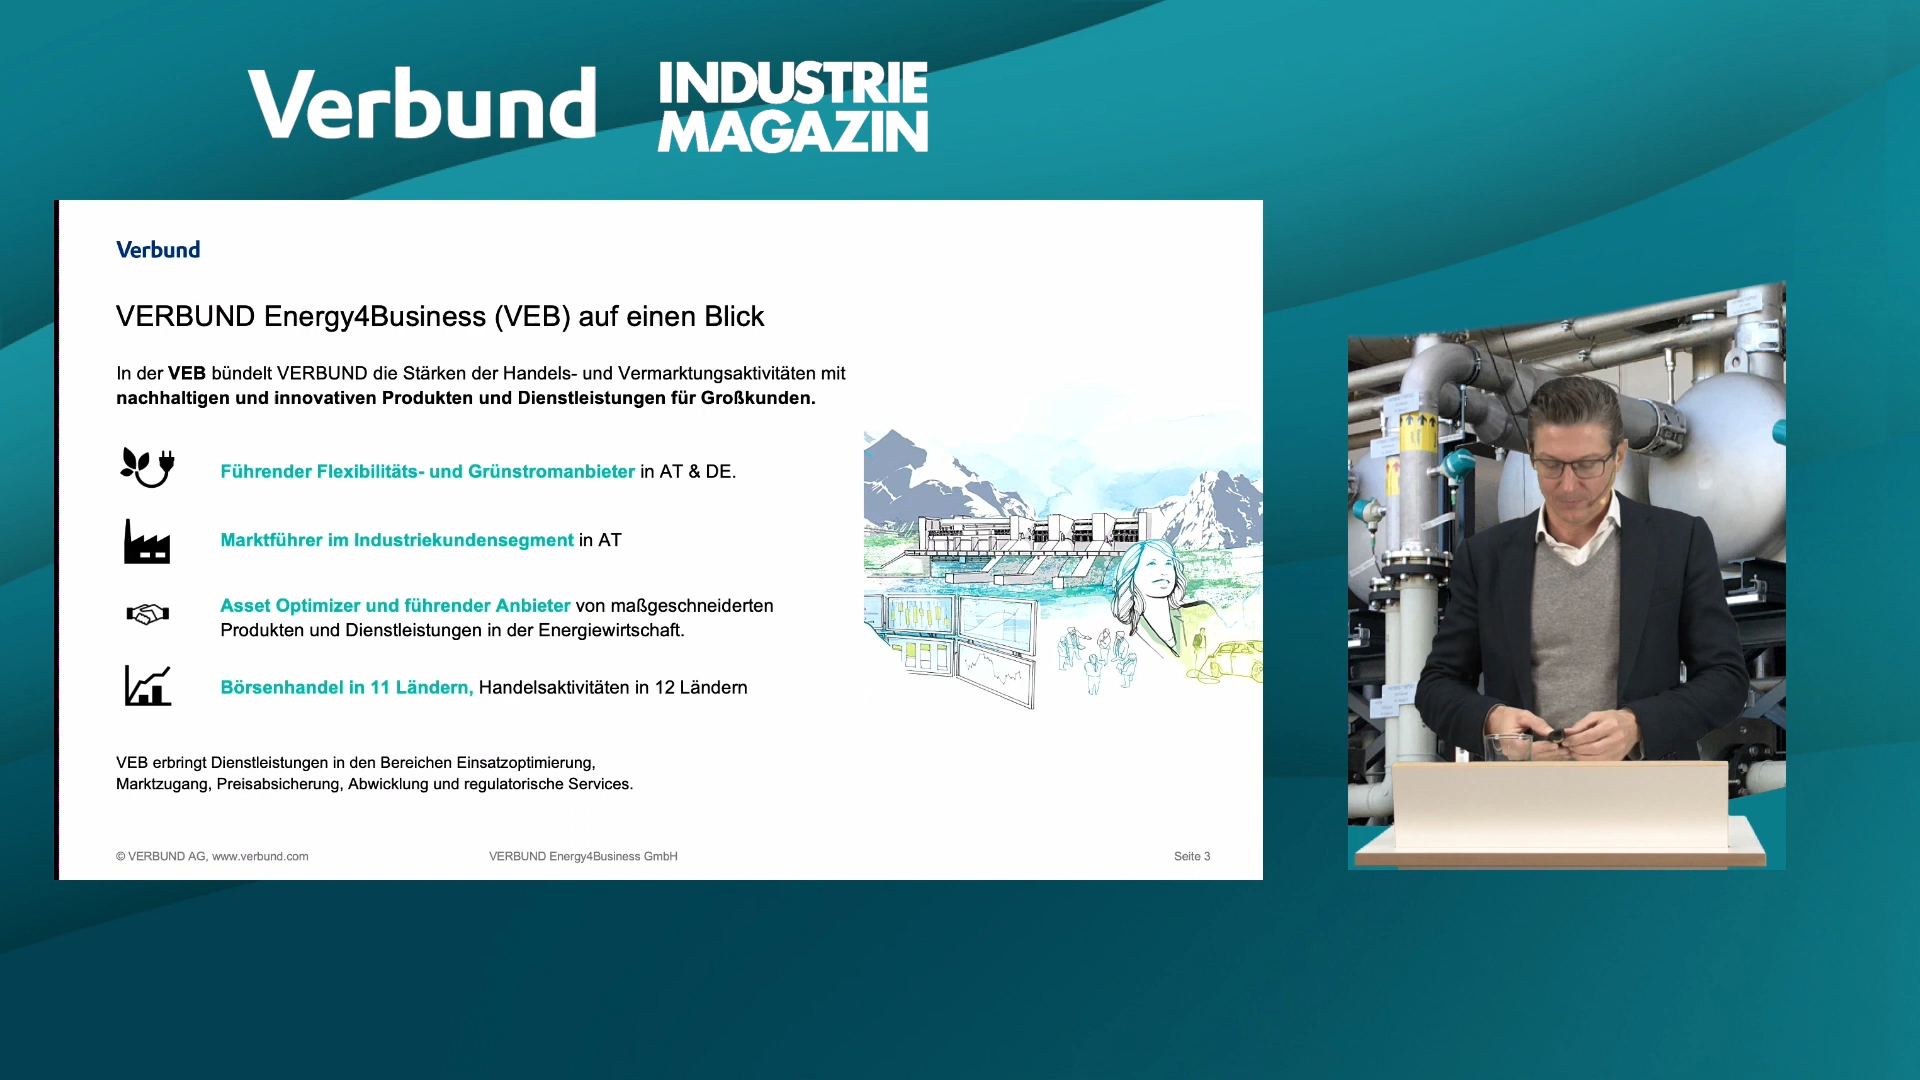 Verbund
INDUSTRIE
MAGAZIN
Verbund
VERBUND Energy4Business (VEB) auf einen Blick
In der VEB bündelt VERBUND die Stärken der Handels- und Vermarktungsaktivitäten mit
nachhaltigen und innovativen Produkten und Dienstleistungen für Großkunden.
Führender Flexibilitäts- und Grünstromanbieter in AT & DE.
Marktführer im Industriekundensegment in AT
Asset Optimizer und führender Anbieter von maßgeschneiderten
Produkten und Dienstleistungen in der Energiewirtschaft.
Börsenhandel in 11 Ländern, Handelsaktivitäten in 12 Ländern
VEB erbringt Dienstleistungen in den Bereichen Einsatzoptimierung,
Marktzugang, Preisabsicherung, Abwicklung und regulatorische Services.
© VERBUND AG, www.verbund.com
VERBUND Energy4Business GmbH
Seite 3